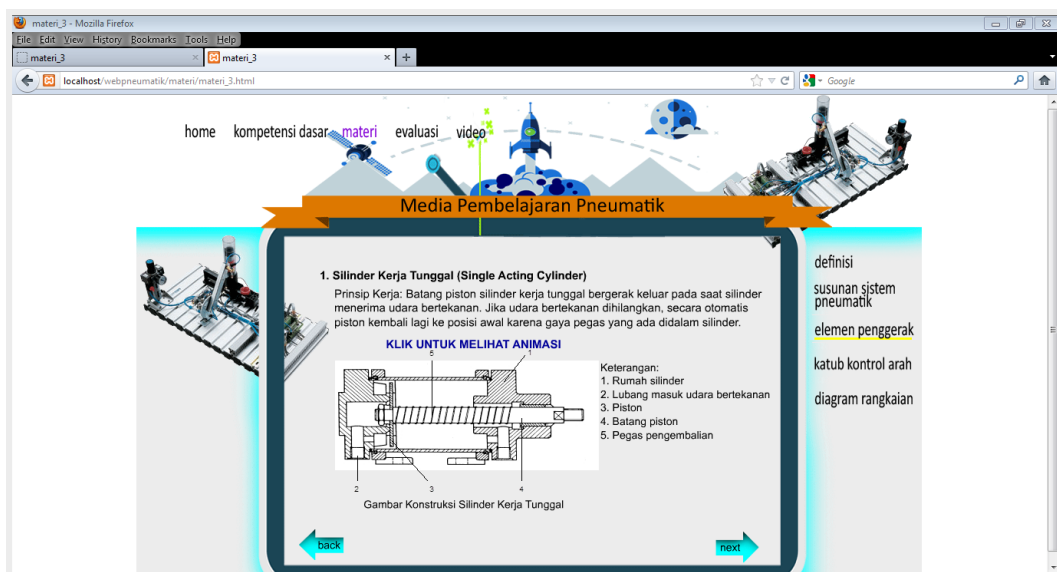 materi_3 - Mozilla Firefox
File Edit View History Bookmarks Tools Help
materi_3
materi_3
localhost/webpneumatik/materi/materi_3.html
Google
home kompetensi dasar materi evaluasi video
Media Pembelajaran Pneumatik
1. Silinder Kerja Tunggal (Single Acting Cylinder)
Prinsip Kerja: Batang piston silinder kerja tunggal bergerak keluar pada saat silinder
menerima udara bertekanan. Jika udara bertekanan dihilangkan, secara otomatis
piston kembali lagi ke posisi awal karena gaya pegas yang ada didalam silinder.
KLIK UNTUK MELIHAT ANIMASI
5 1
2 3 4
Keterangan:
1. Rumah silinder
2. Lubang masuk udara bertekanan
3. Piston
4. Batang piston
5. Pegas pengembalian
Gambar Konstruksi Silinder Kerja Tunggal
back
next
definisi
susunan sistem
pneumatik
elemen penggerak
katub kontrol arah
diagram rangkaian